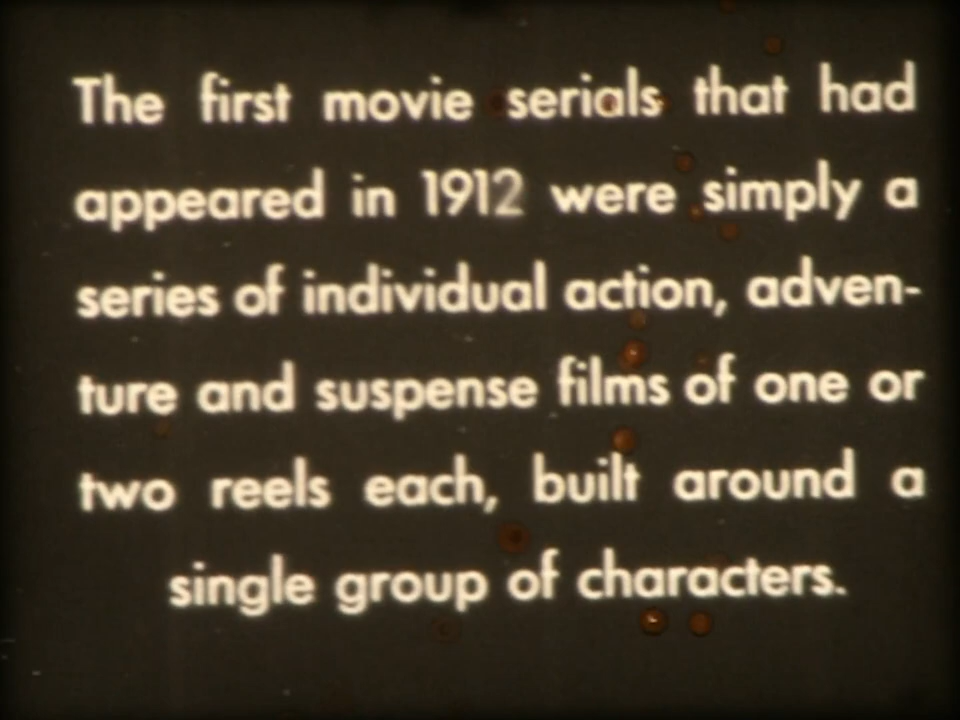 The first movie serials that had
appeared in 1912 were simply a
series of individual action, adven-
ture and suspense films of one or
two reels each, built around a
single group of characters.